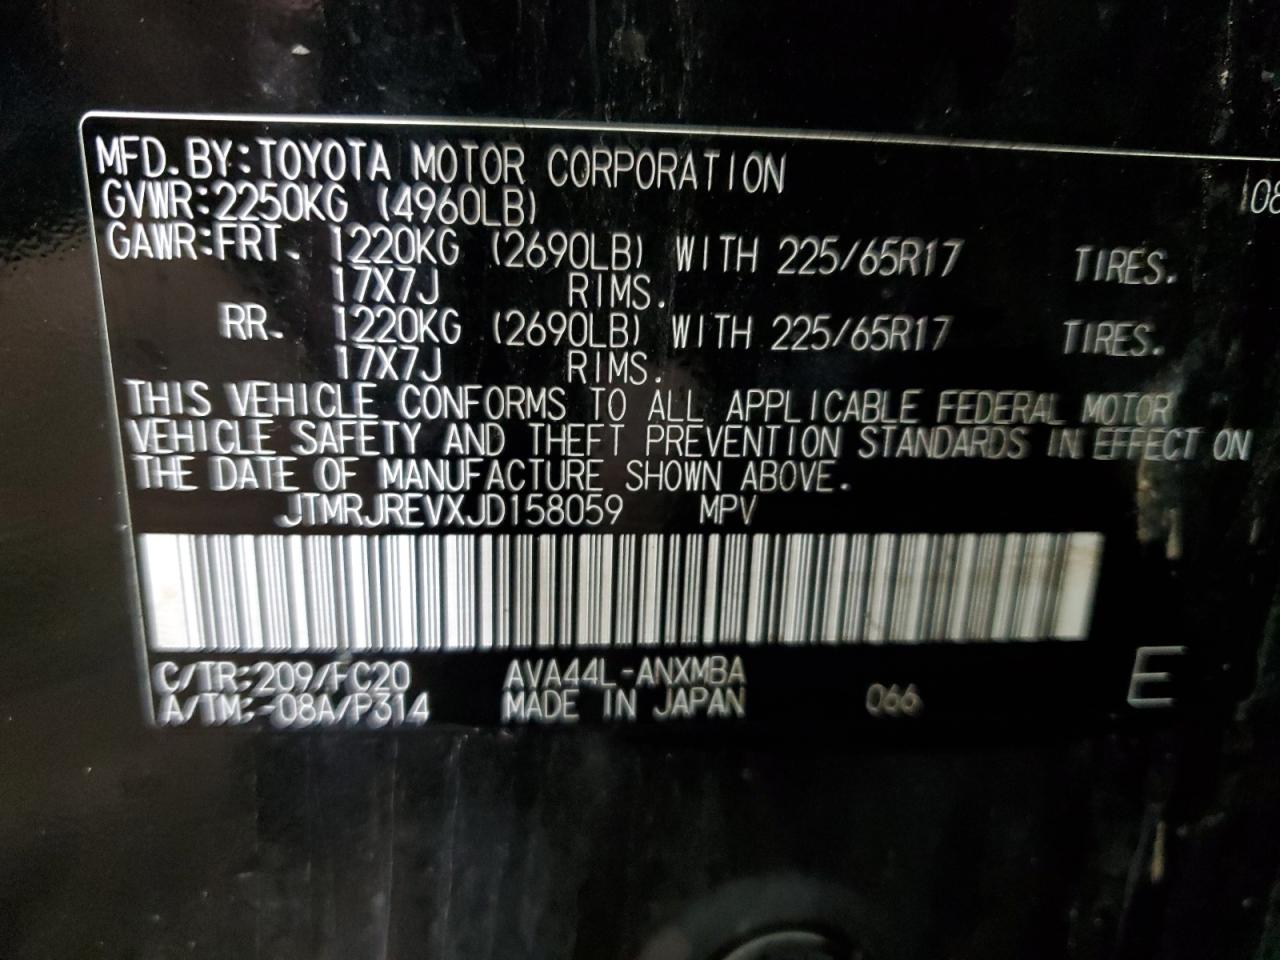 MFD. BY: TOYOTA MOTOR CORPORATION 08
GVWR: 2250KG (4960LB)
GAWR: FRT. 1220KG (2690LB) WITH 225/65R17 TIRES.
17X7J RIMS.
RR. 1220KG (2690LB) WITH 225/65R17 TIRES.
17X7J RIMS.
THIS VEHICLE CONFORMS TO ALL APPLICABLE FEDERAL MOTOR
VEHICLE SAFETY AND THEFT PREVENTION STANDARDS IN EFFECT ON
THE DATE OF MANUFACTURE SHOWN ABOVE.
JTMRJREVXJD158059 MPV
C/TR: 209/FC20 AVA44L-ANXMBA
A/TM: -08A/P314 MADE IN JAPAN 066 E